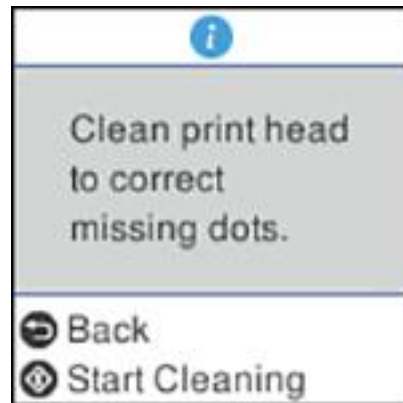 Clean print head
to correct
missing dots.
Back
Start Cleaning